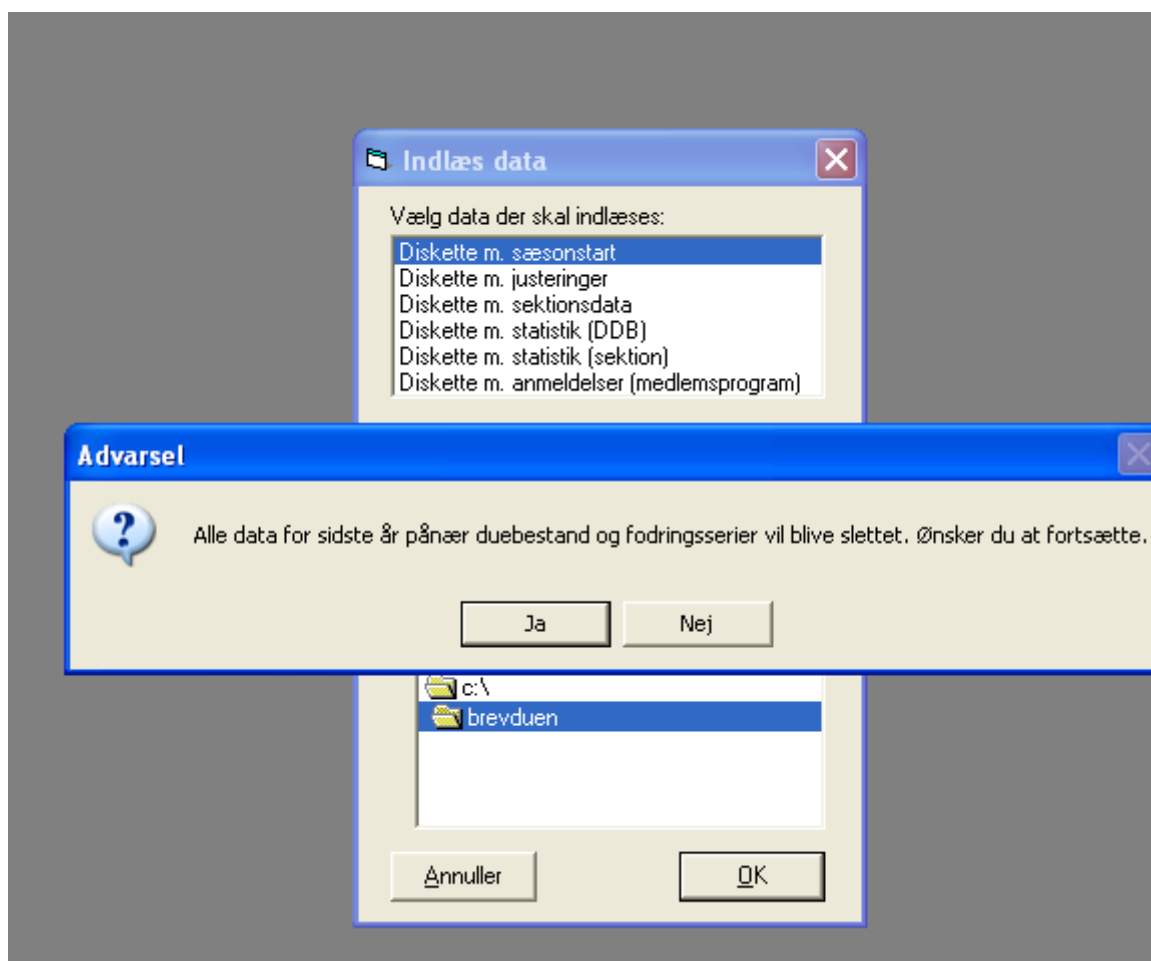 Indlæs data
Vælg data der skal indlæses:
Diskette m. sæsonstart
Diskette m. justeringer
Diskette m. sektionsdata
Diskette m. statistik (DDB)
Diskette m. statistik (sektion)
Diskette m. anmeldelser (medlemsprogram)
Advarsel
Alle data for sidste år pånær duebestand og fodringsserier vil blive slettet. Ønsker du at fortsætte.
Ja
Nej
c:\
brevduen
Annuller
OK